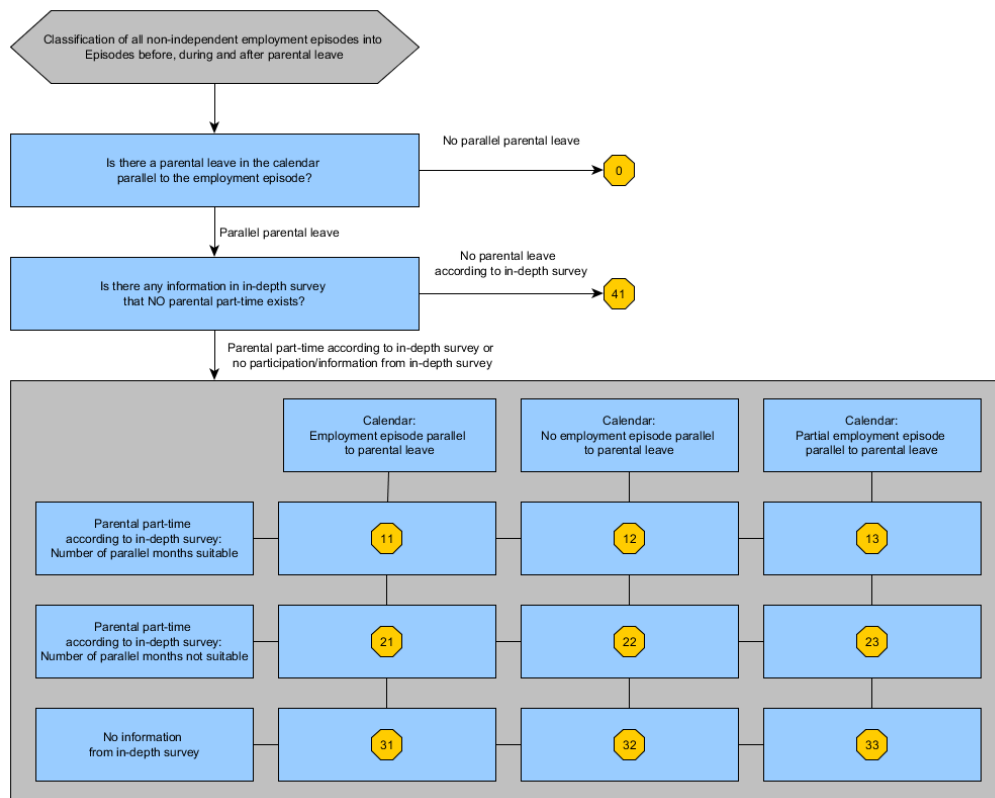 Classification of all non-independent employment episodes into
Episodes before, during and after parental leave
Is there a parental leave in the calendar
parallel to the employment episode?
No parallel parental leave
0
Parallel parental leave
Is there any information in in-depth survey
that NO parental part-time exists?
No parental leave
according to in-depth survey
41
Parental part-time according to in-depth survey or
no participation/information from in-depth survey
Calendar:
Employment episode parallel
to parental leave
Calendar:
No employment episode parallel
to parental leave
Calendar:
Partial employment episode
parallel to parental leave
Parental part-time
according to in-depth survey:
Number of parallel months suitable
11
12
13
Parental part-time
according to in-depth survey:
Number of parallel months not suitable
21
22
23
No information
from in-depth survey
31
32
33